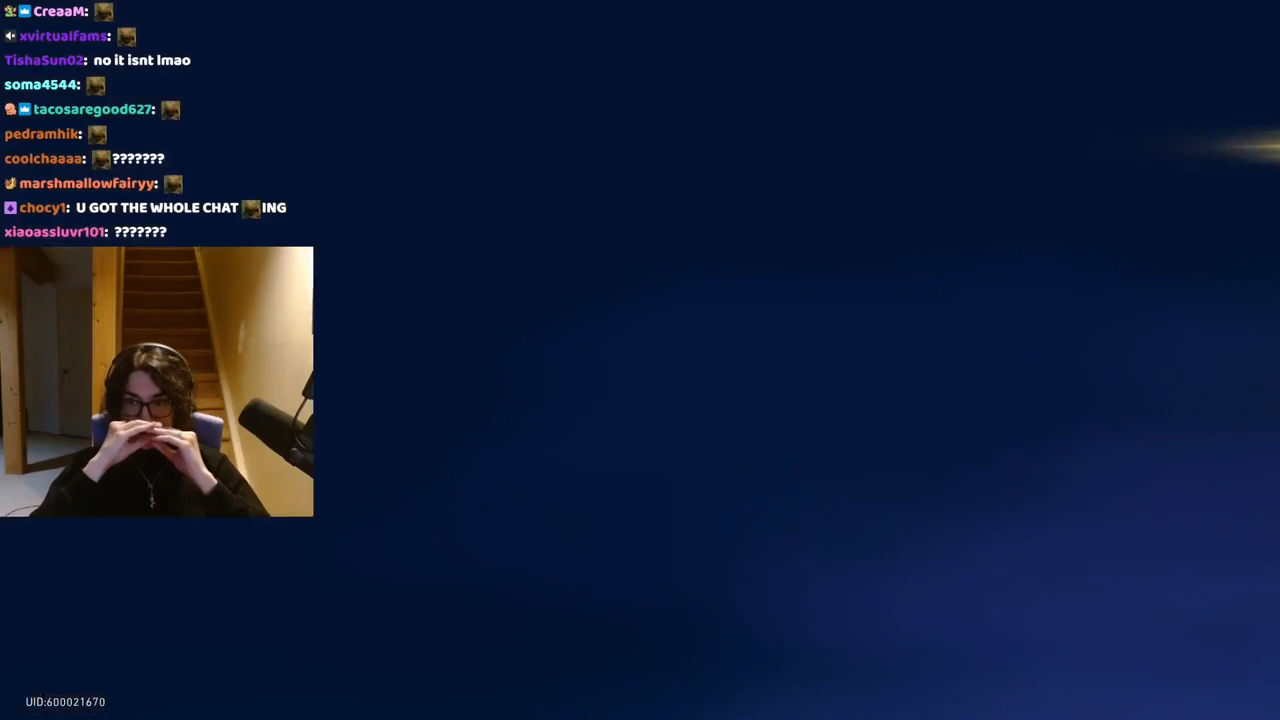 CreaaM:
xvirtualfams:
TishaSun02: no it isnt lmao
soma4544:
tacosaregood627:
pedramhik:
coolchaaaa: ???????
marshmallowfairyy:
chocy1: U GOT THE WHOLE CHAT ING
xiaoassluvr101: ???????
UID:600021670